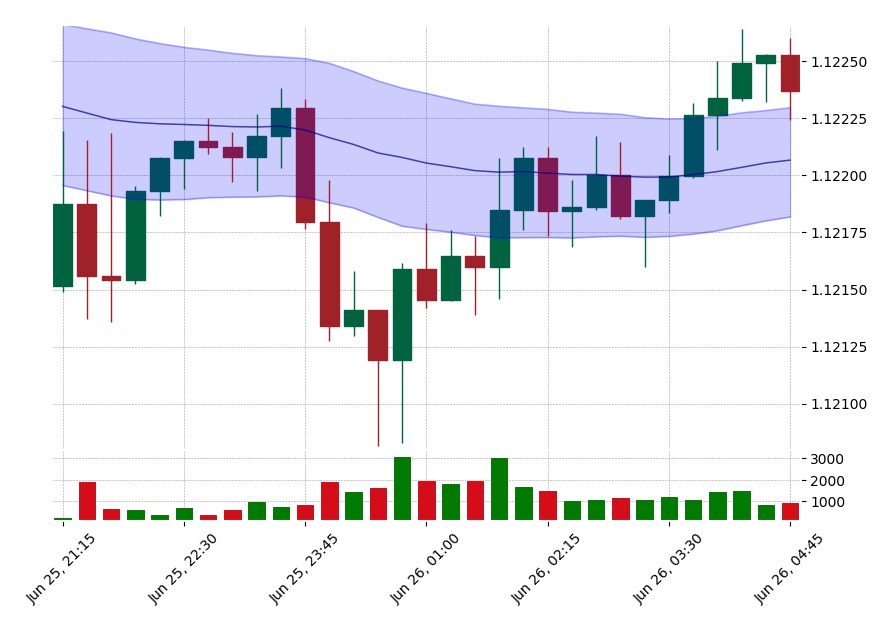 1.12250
1.12225
1.12200
1.12175
1.12150
1.12125
1.12100
3000
2000
1000
Jun 25, 21:15
Jun 25, 22:30
Jun 25, 23:45
Jun 26, 01:00
Jun 26, 02:15
Jun 26, 03:30
Jun 26, 04:45